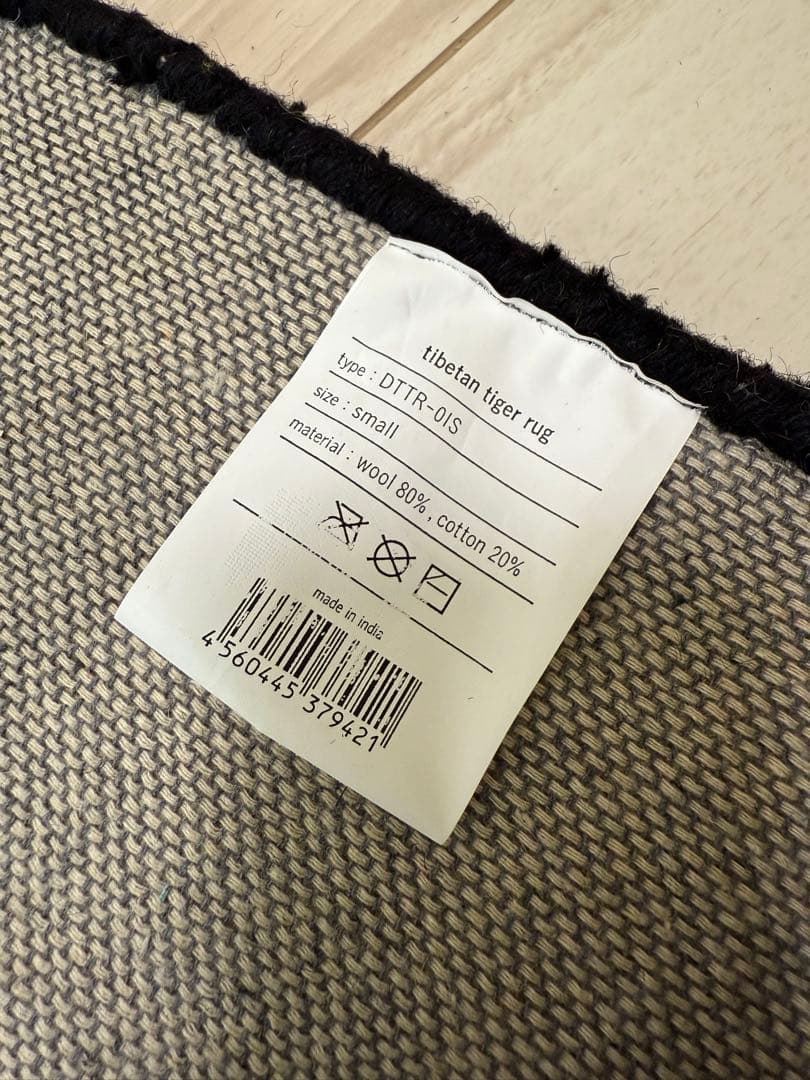 tibetan tiger rug
type : DTTR-01S
size : small
material : wool 80% , cotton 20%
made in india
4 560445 379421